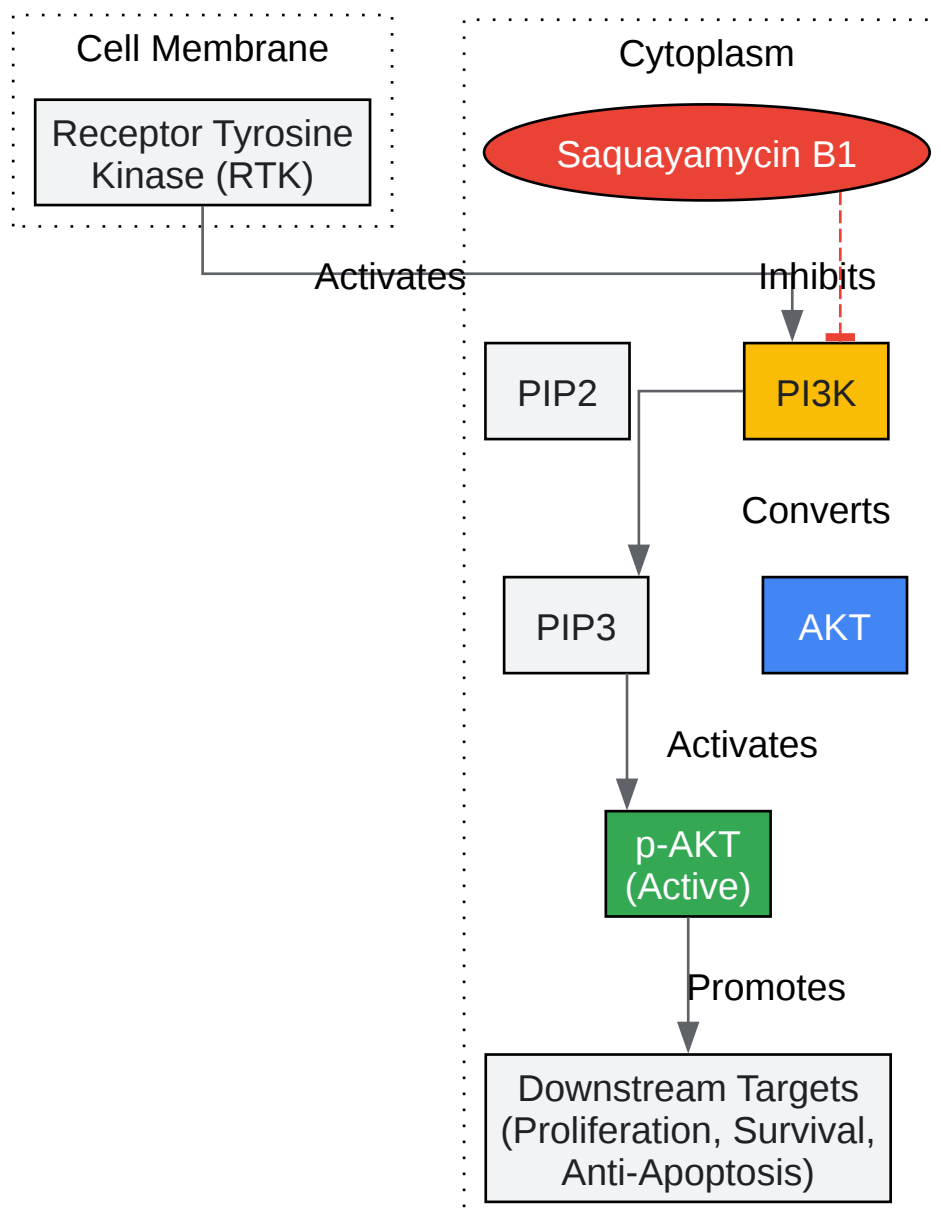 Cell Membrane
Cytoplasm
Receptor Tyrosine
Kinase (RTK)
Saquayamycin B1
Activates
Inhibits
PIP2
PI3K
Converts
PIP3
AKT
Activates
p-AKT
(Active)
Promotes
Downstream Targets
(Proliferation, Survival,
Anti-Apoptosis)